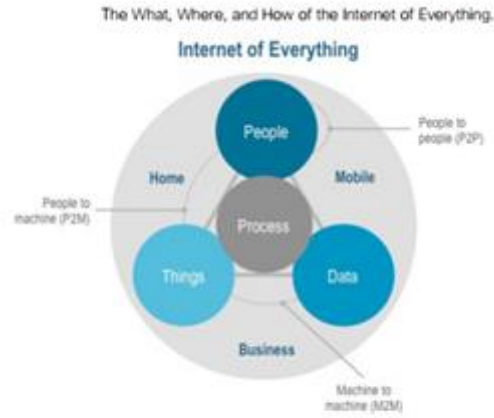 The What, Where, and How of the Internet of Everything.
Internet of Everything
People
People to
people (P2P)
Home
Mobile
People to
machine (P2M)
Process
Things
Data
Business
Machine to
machine (M2M)